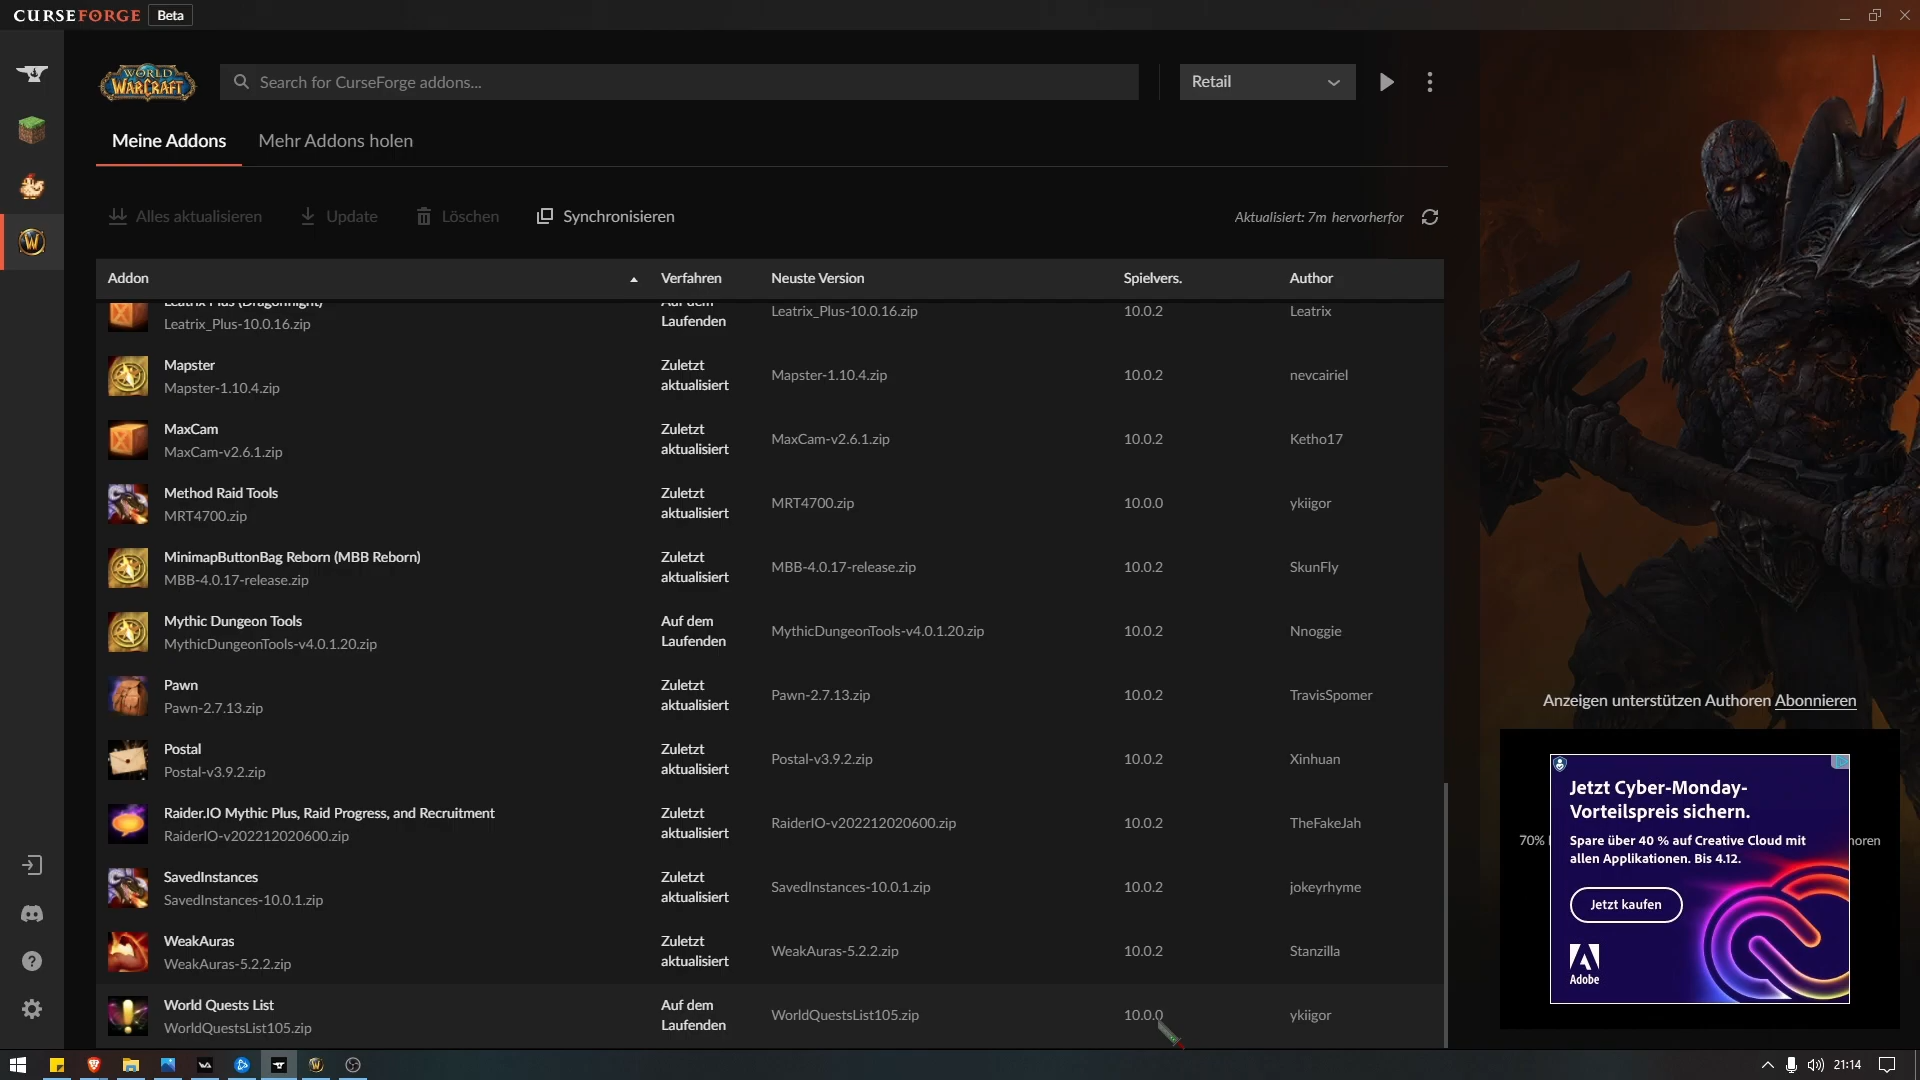 CURSEFORGE Beta
WORLD WARCRAFT
Search for CurseForge addons...
Retail
Meine Addons
Mehr Addons holen
Alles aktualisieren
Update
Löschen
Synchronisieren
Aktualisiert: 7m hervorherfor
Addon
Verfahren
Neuste Version
Spielvers.
Author
Leatrix Plus (Dragonflight)
Leatrix_Plus-10.0.16.zip
Auf dem
Laufenden
Leatrix_Plus-10.0.16.zip
10.0.2
Leatrix
Mapster
Mapster-1.10.4.zip
Zuletzt
aktualisiert
Mapster-1.10.4.zip
10.0.2
nevcairiel
MaxCam
MaxCam-v2.6.1.zip
Zuletzt
aktualisiert
MaxCam-v2.6.1.zip
10.0.2
Ketho17
Method Raid Tools
MRT4700.zip
Zuletzt
aktualisiert
MRT4700.zip
10.0.0
ykiigor
MinimapButtonBag Reborn (MBB Reborn)
MBB-4.0.17-release.zip
Zuletzt
aktualisiert
MBB-4.0.17-release.zip
10.0.2
SkunFly
Mythic Dungeon Tools
MythicDungeonTools-v4.0.1.20.zip
Auf dem
Laufenden
MythicDungeonTools-v4.0.1.20.zip
10.0.2
Nnoggie
Pawn
Pawn-2.7.13.zip
Zuletzt
aktualisiert
Pawn-2.7.13.zip
10.0.2
TravisSpomer
Postal
Postal-v3.9.2.zip
Zuletzt
aktualisiert
Postal-v3.9.2.zip
10.0.2
Xinhuan
Raider.IO Mythic Plus, Raid Progress, and Recruitment
RaiderIO-v202212020600.zip
Zuletzt
aktualisiert
RaiderIO-v202212020600.zip
10.0.2
TheFakeJah
SavedInstances
SavedInstances-10.0.1.zip
Zuletzt
aktualisiert
SavedInstances-10.0.1.zip
10.0.2
jokeyrhyme
WeakAuras
WeakAuras-5.2.2.zip
Zuletzt
aktualisiert
WeakAuras-5.2.2.zip
10.0.2
Stanzilla
World Quests List
WorldQuestsList105.zip
Auf dem
Laufenden
WorldQuestsList105.zip
10.0.0
ykiigor
Anzeigen unterstützen Authoren Abonnieren
Jetzt Cyber-Monday-
Vorteilspreis sichern.
70%
Spare über 40 % auf Creative Cloud mit
allen Applikationen. Bis 4.12.
Jetzt kaufen
Adobe
21:14